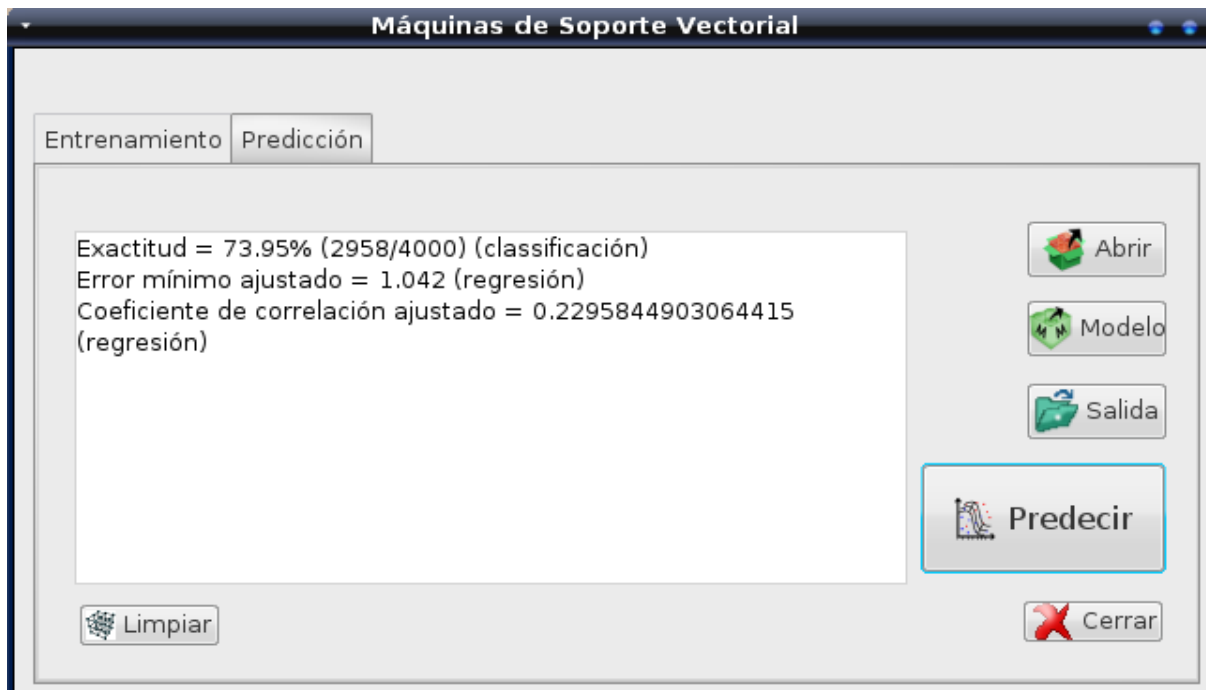 Máquinas de Soporte Vectorial
Entrenamiento Predicción
Exactitud = 73.95% (2958/4000) (classificación)
Error mínimo ajustado = 1.042 (regresión)
Coeficiente de correlación ajustado = 0.2295844903064415
(regresión)
Abrir
Modelo
Salida
Predecir
Limpiar
Cerrar